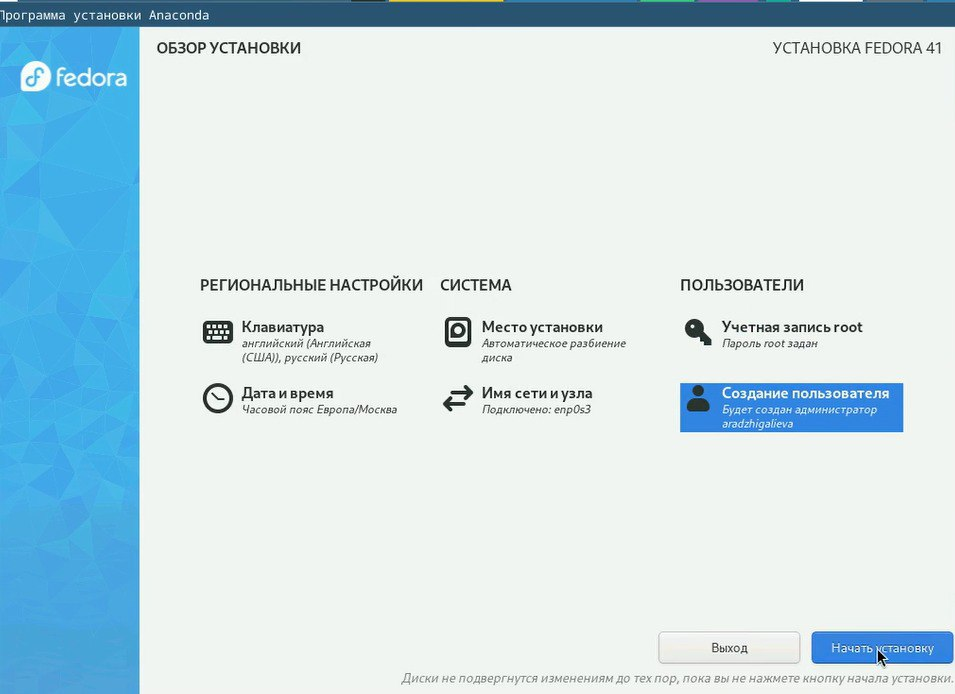 Программа установки Anaconda
ОБЗОР УСТАНОВКИ
УСТАНОВКА FEDORA 41
fedora
РЕГИОНАЛЬНЫЕ НАСТРОЙКИ
Клавиатура
английский (Английская
(США)), русский (Русская)
Дата и время
Часовой пояс Европа/Москва
СИСТЕМА
Место установки
Автоматическое разбиение
диска
Имя сети и узла
Подключено: enp0s3
ПОЛЬЗОВАТЕЛИ
Учетная запись root
Пароль root задан
Создание пользователя
Будет создан администратор
aradzhigalieva
Выход
Начать установку
Диски не подвергнутся изменениям до тех пор, пока вы не нажмете кнопку начала установки.